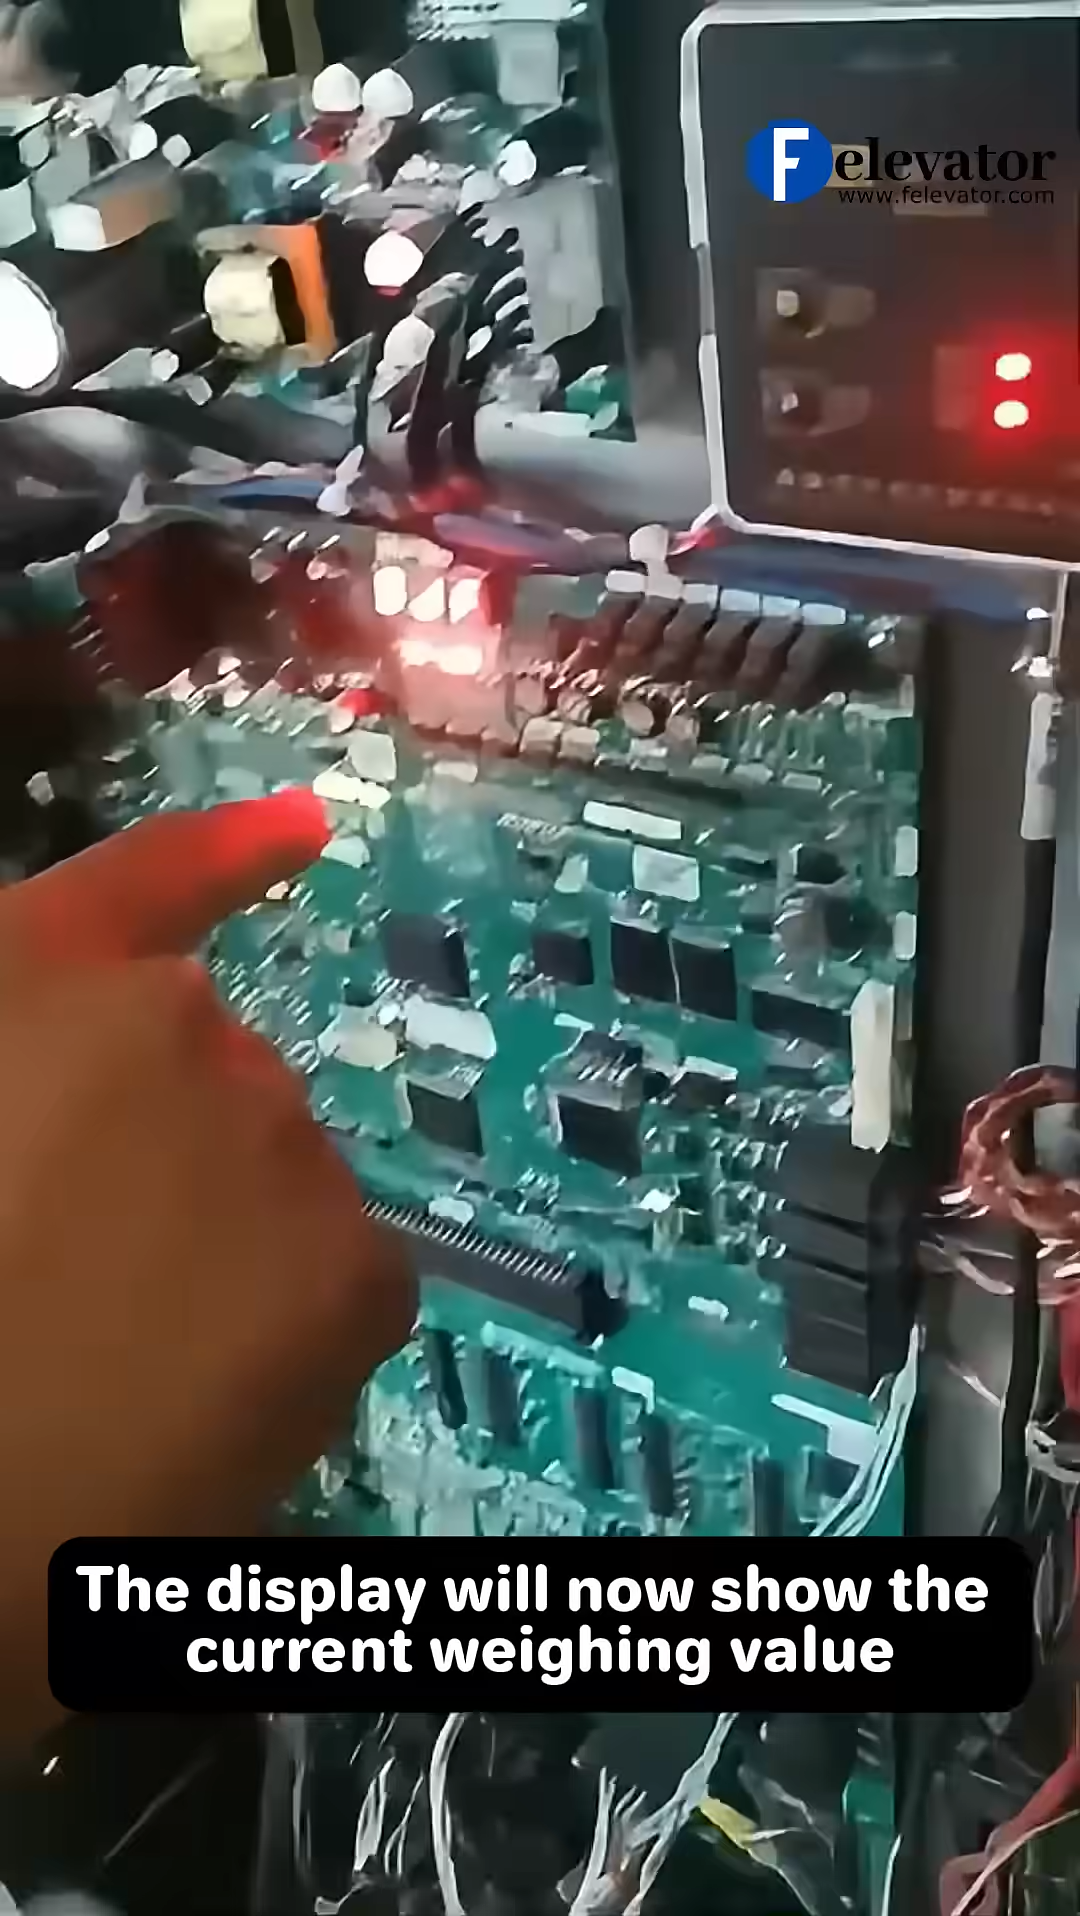 Felevator
www.felevator.com
The display will now show the
current weighing value